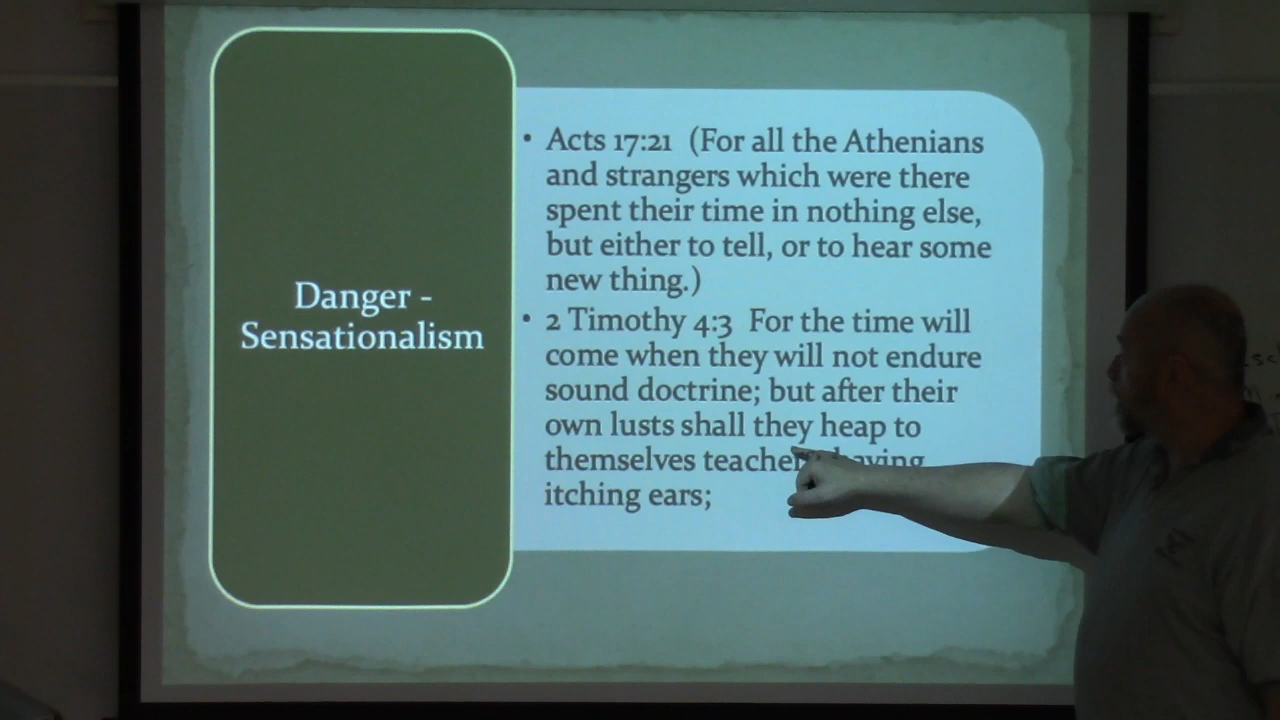 Danger -
Sensationalism
• Acts 17:21 (For all the Athenians
and strangers which were there
spent their time in nothing else,
but either to tell, or to hear some
new thing.)
• 2 Timothy 4:3 For the time will
come when they will not endure
sound doctrine; but after their
own lusts shall they heap to
themselves having
itching ears;